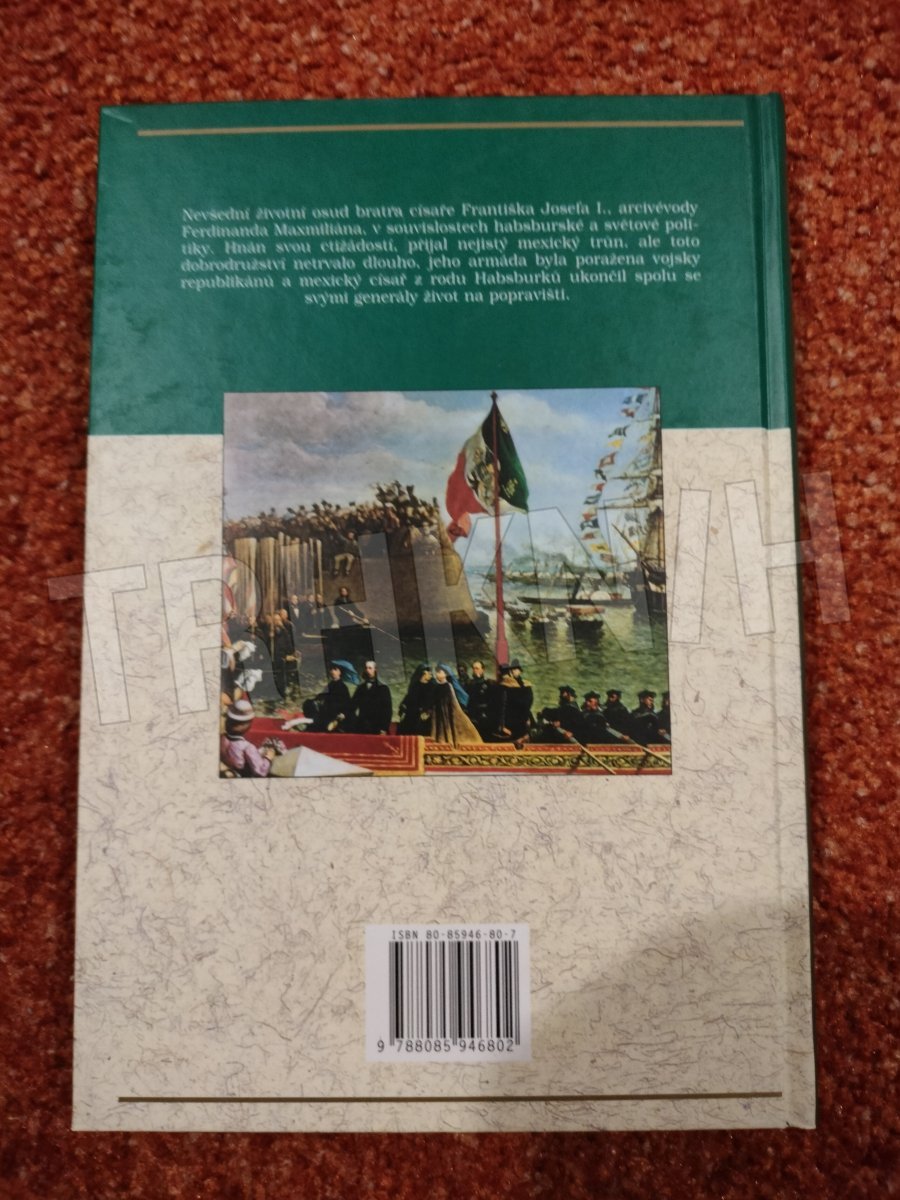 Nevšední životní osud bratra císaře Františka Josefa I., arcivévody
Ferdinanda Maxmiliána, v souvislostech habsburské a světové poli-
tiky. Hnán svou ctižádostí, přijal nejistý mexický trůn, ale toto
dobrodružství netrvalo dlouho, jeho armáda byla poražena vojsky
republikánů a mexický císař z rodu Habsburků ukončil spolu se
svými generály život na popravišti.
ISBN 80-85946-80-7
9 788085 946802